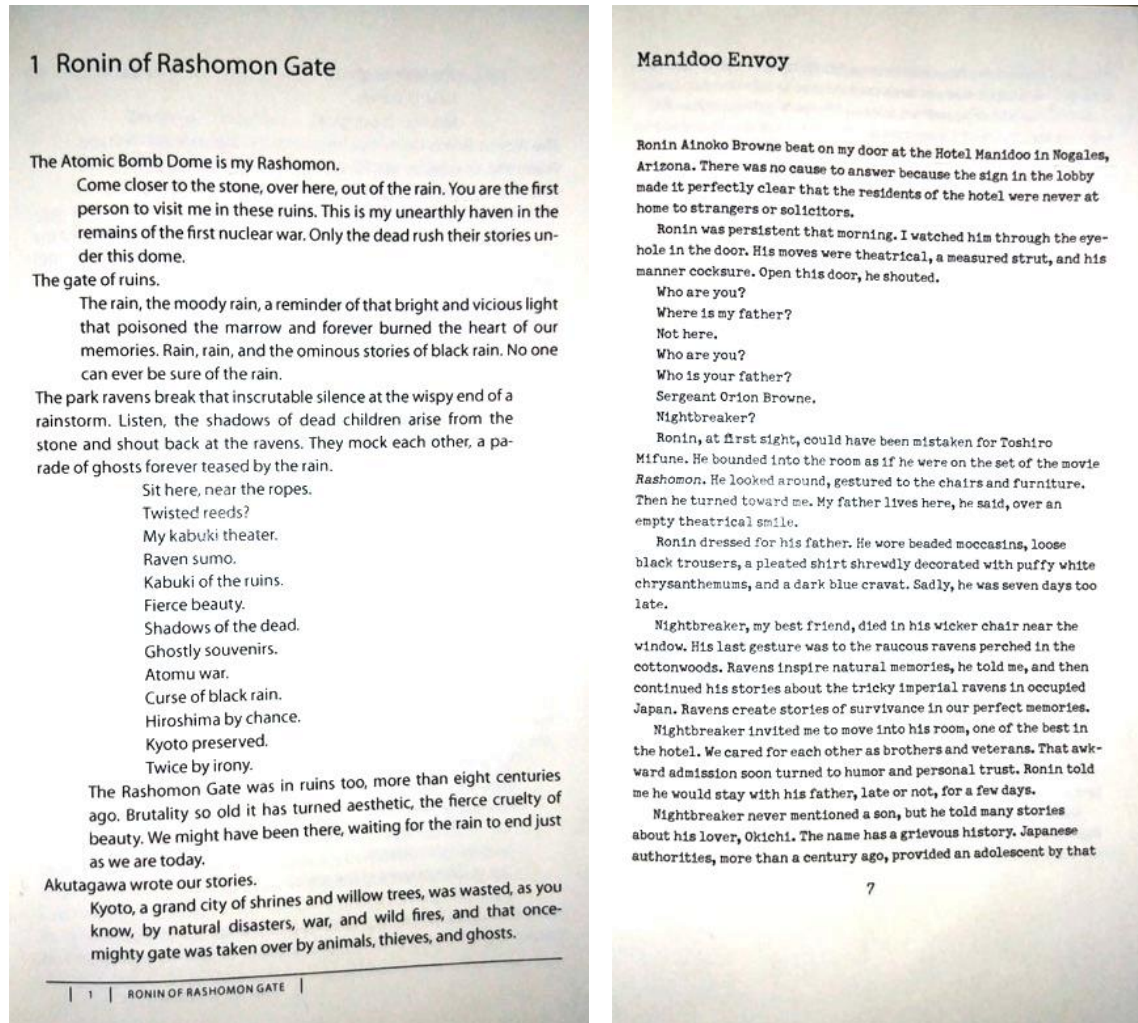 1 Ronin of Rashomon Gate
The Atomic Bomb Dome is my Rashomon.
Come closer to the stone, over here, out of the rain. You are the first
person to visit me in these ruins. This is my unearthly haven in the
remains of the first nuclear war. Only the dead rush their stories un-
der this dome.
The gate of ruins.
The rain, the moody rain, a reminder of that bright and vicious light
that poisoned the marrow and forever burned the heart of our
memories. Rain, rain, and the ominous stories of black rain. No one
can ever be sure of the rain.
The park ravens break that inscrutable silence at the wispy end of a
rainstorm. Listen, the shadows of dead children arise from the
stone and shout back at the ravens. They mock each other, a pa-
rade of ghosts forever teased by the rain.
Sit here, near the ropes.
Twisted reeds?
My kabuki theater.
Raven sumo.
Kabuki of the ruins.
Fierce beauty.
Shadows of the dead.
Ghostly souvenirs.
Atomu war.
Curse of black rain.
Hiroshima by chance.
Kyoto preserved.
Twice by irony.
The Rashomon Gate was in ruins too, more than eight centuries
ago. Brutality so old it has turned aesthetic, the fierce cruelty of
beauty. We might have been there, waiting for the rain to end just
as we are today.
Akutagawa wrote our stories.
Kyoto, a grand city of shrines and willow trees, was wasted, as you
know, by natural disasters, war, and wild fires, and that once-
mighty gate was taken over by animals, thieves, and ghosts.
| 1 | RONIN OF RASHOMON GATE |
Manidoo Envoy
Ronin Ainoko Browne beat on my door at the Hotel Manidoo in Nogales,
Arizona. There was no cause to answer because the sign in the lobby
made it perfectly clear that the residents of the hotel were never at
home to strangers or solicitors.
Ronin was persistent that morning. I watched him through the eye-
hole in the door. His moves were theatrical, a measured strut, and his
manner cocksure. Open this door, he shouted.
Who are you?
Where is my father?
Not here.
Who are you?
Who is your father?
Sergeant Orion Browne.
Nightbreaker?
Ronin, at first sight, could have been mistaken for Toshiro
Mifune. He bounded into the room as if he were on the set of the movie
Rashomon. He looked around, gestured to the chairs and furniture.
Then he turned toward me. My father lives here, he said, over an
empty theatrical smile.
Ronin dressed for his father. He wore beaded moccasins, loose
black trousers, a pleated shirt shrewdly decorated with puffy white
chrysanthemums, and a dark blue cravat. Sadly, he was seven days too
late.
Nightbreaker, my best friend, died in his wicker chair near the
window. His last gesture was to the raucous ravens perched in the
cottonwoods. Ravens inspire natural memories, he told me, and then
continued his stories about the tricky imperial ravens in occupied
Japan. Ravens create stories of survivance in our perfect memories.
Nightbreaker invited me to move into his room, one of the best in
the hotel. We cared for each other as brothers and veterans. That awk-
ward admission soon turned to humor and personal trust. Ronin told
me he would stay with his father, late or not, for a few days.
Nightbreaker never mentioned a son, but he told many stories
about his lover, Okichi. The name has a grievous history. Japanese
authorities, more than a century ago, provided an adolescent by that
7